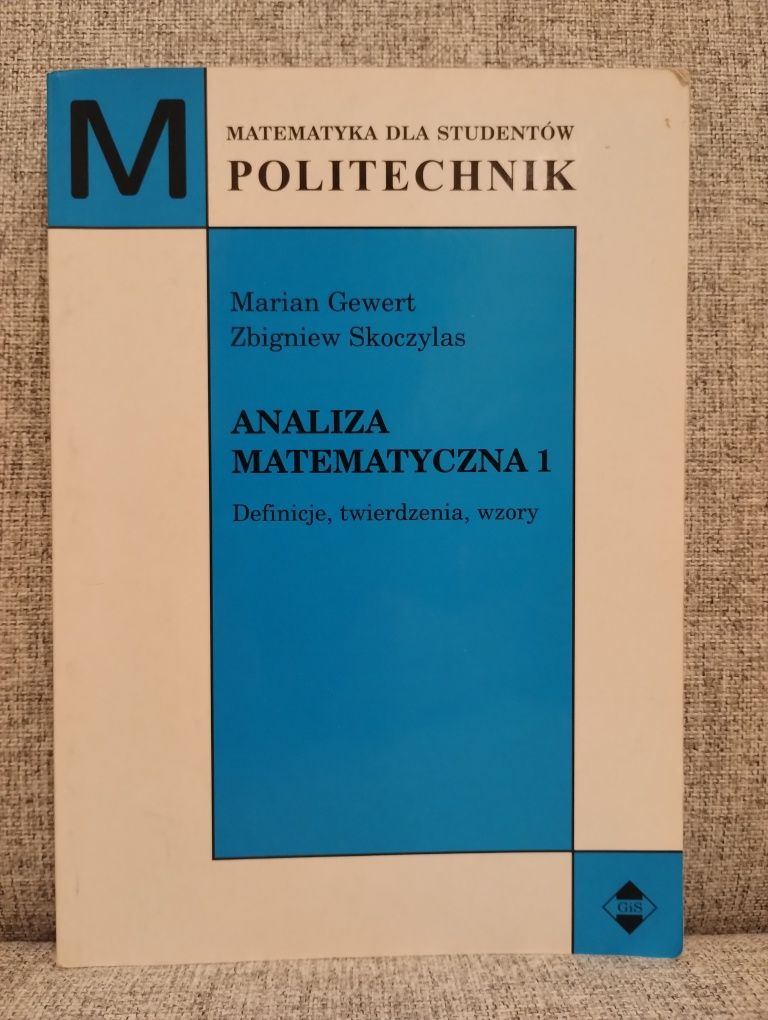 M
MATEMATYKA DLA STUDENTÓW
POLITECHNIK
Marian Gewert
Zbigniew Skoczylas
ANALIZA
MATEMATYCZNA 1
Definicje, twierdzenia, wzory
GiS